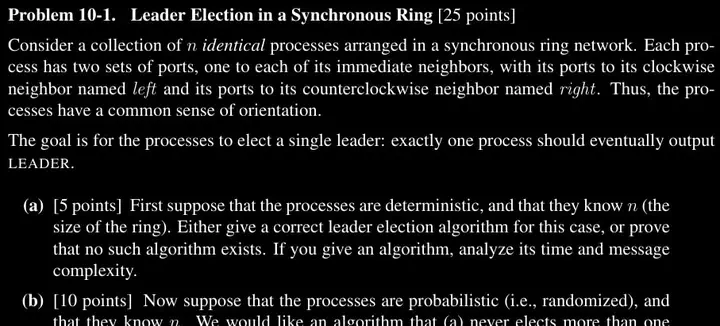 Problem 10-1. Leader Election in a Synchronous Ring [25 points]
Consider a collection of n identical processes arranged in a synchronous ring network. Each pro-
cess has two sets of ports, one to each of its immediate neighbors, with its ports to its clockwise
neighbor named left and its ports to its counterclockwise neighbor named right. Thus, the pro-
cesses have a common sense of orientation.
The goal is for the processes to elect a single leader: exactly one process should eventually output
LEADER.
(a) [5 points] First suppose that the processes are deterministic, and that they know n (the
size of the ring). Either give a correct leader election algorithm for this case, or prove
that no such algorithm exists. If you give an algorithm, analyze its time and message
complexity.
(b) [10 points] Now suppose that the processes are probabilistic (i.e., randomized), and
that they know n. We would like an algorithm that (a) never elects more than one